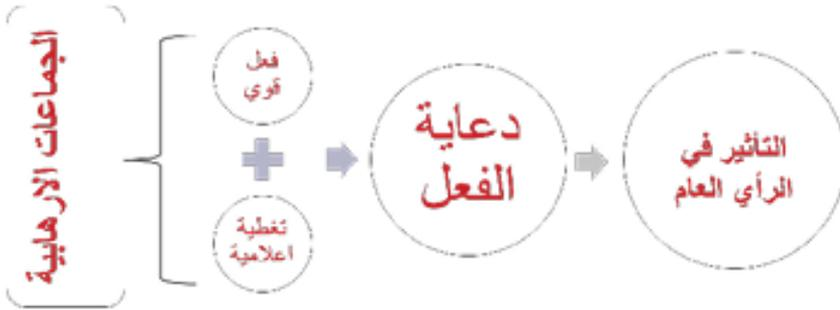 الجماعات الارهابية
فعل
قوي
تغطية
اعلامية
دعاية
الفعل
التأثير في
الرأي العام